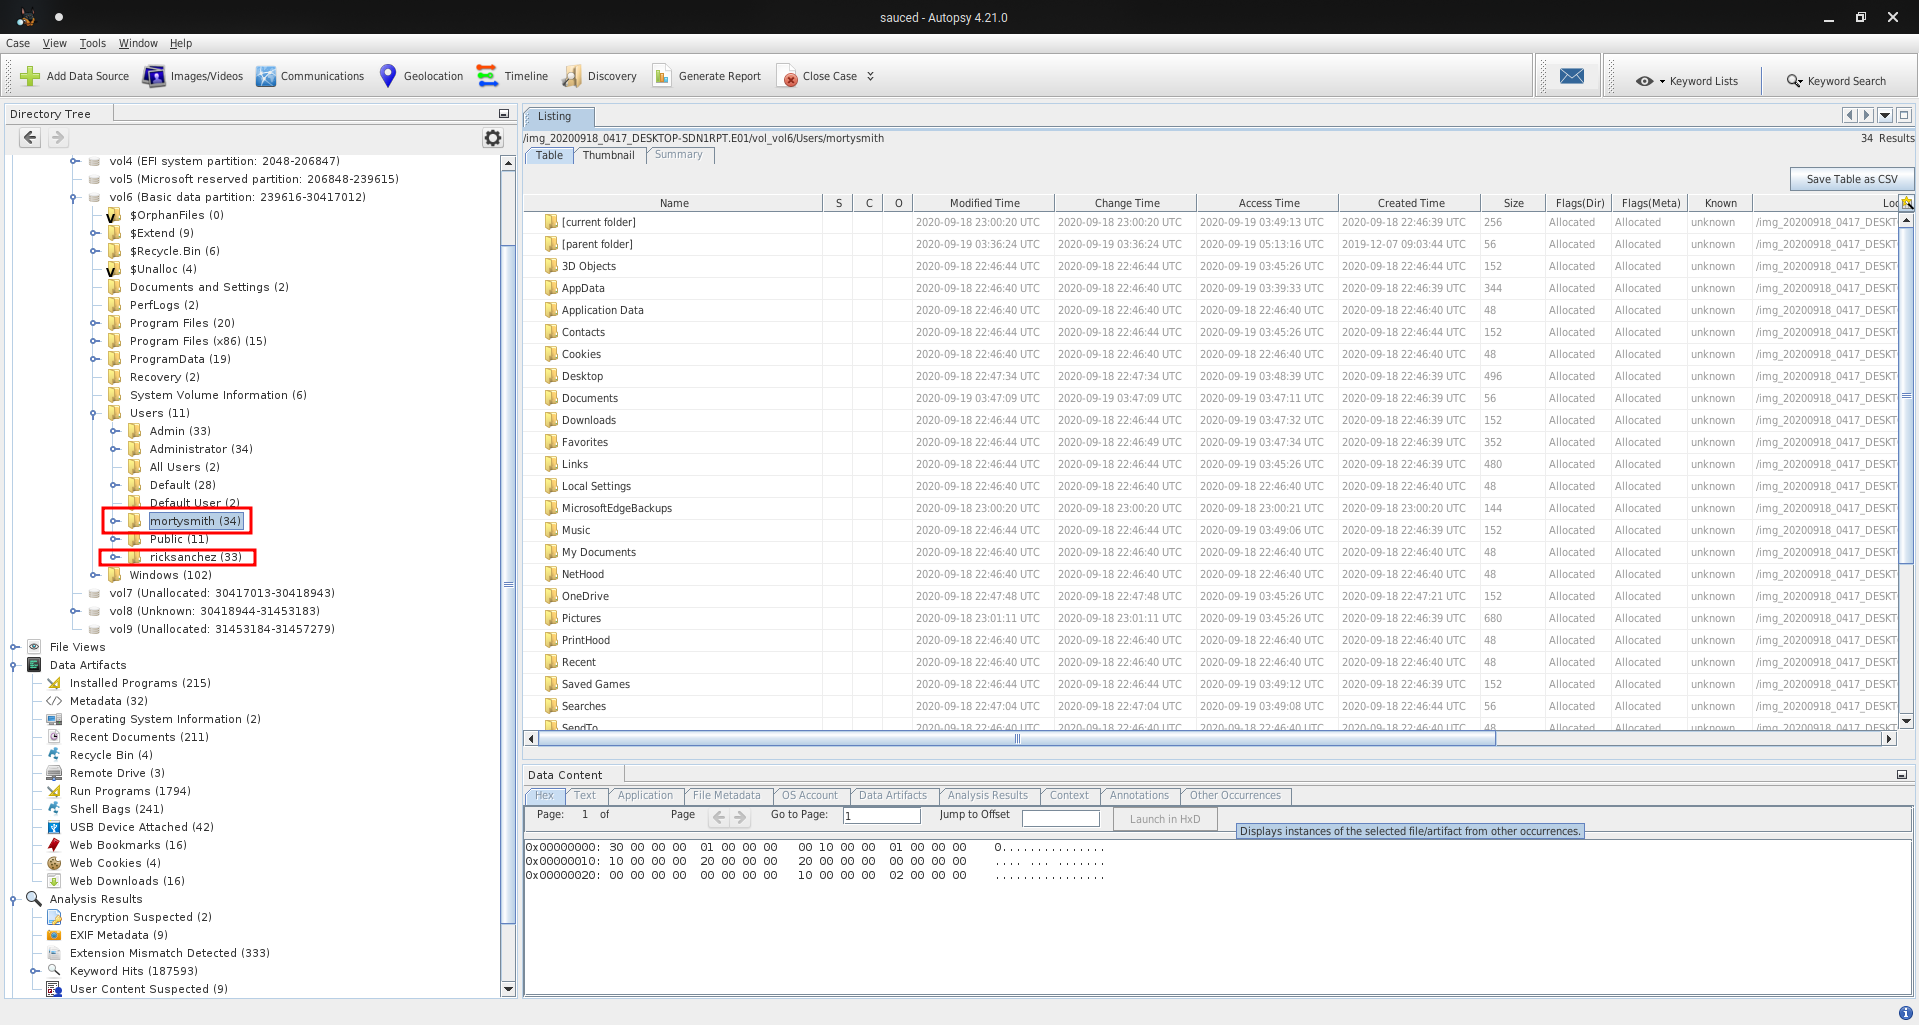 sauced - Autopsy 4.21.0
Case View Tools Window Help
Add Data Source Images/Videos Communications Geolocation Timeline Discovery Generate Report Close Case Keyword Lists Keyword Search
Directory Tree
vol4 (EFI system partition: 2048-206847)
vol5 (Microsoft reserved partition: 206848-239615)
vol6 (Basic data partition: 239616-30417012)
$OrphanFiles (0)
$Extend (9)
$Recycle.Bin (6)
$Unalloc (4)
Documents and Settings (2)
PerfLogs (2)
Program Files (20)
Program Files (x86) (15)
ProgramData (19)
Recovery (2)
System Volume Information (6)
Users (11)
Admin (33)
Administrator (34)
All Users (2)
Default (28)
Default User (2)
mortysmith (34)
Public (11)
ricksanchez (33)
Windows (102)
vol7 (Unallocated: 30417013-30418943)
vol8 (Unknown: 30418944-31453183)
vol9 (Unallocated: 31453184-31457279)
File Views
Data Artifacts
Installed Programs (215)
Metadata (32)
Operating System Information (2)
Recent Documents (211)
Recycle Bin (4)
Remote Drive (3)
Run Programs (1794)
Shell Bags (241)
USB Device Attached (42)
Web Bookmarks (16)
Web Cookies (4)
Web Downloads (16)
Analysis Results
Encryption Suspected (2)
EXIF Metadata (9)
Extension Mismatch Detected (333)
Keyword Hits (187593)
User Content Suspected (9)
Listing
/img_20200918_0417_DESKTOP-SDN1RPT.E01/vol_vol6/Users/mortysmith 34 Results
Table Thumbnail Summary
Save Table as CSV
Name S C O Modified Time Change Time Access Time Created Time Size Flags(Dir) Flags(Meta) Known Loc
[current folder] 2020-09-18 23:00:20 UTC 2020-09-18 23:00:20 UTC 2020-09-19 03:49:13 UTC 2020-09-18 22:46:39 UTC 256 Allocated Allocated unknown /img_20200918_0417_DESKT
[parent folder] 2020-09-19 03:36:24 UTC 2020-09-19 03:36:24 UTC 2020-09-19 05:13:16 UTC 2019-12-07 09:03:44 UTC 56 Allocated Allocated unknown /img_20200918_0417_DESKT
3D Objects 2020-09-18 22:46:44 UTC 2020-09-18 22:46:44 UTC 2020-09-19 03:45:26 UTC 2020-09-18 22:46:44 UTC 152 Allocated Allocated unknown /img_20200918_0417_DESKT
AppData 2020-09-18 22:46:40 UTC 2020-09-18 22:46:40 UTC 2020-09-19 03:39:33 UTC 2020-09-18 22:46:39 UTC 344 Allocated Allocated unknown /img_20200918_0417_DESKT
Application Data 2020-09-18 22:46:40 UTC 2020-09-18 22:46:40 UTC 2020-09-18 22:46:40 UTC 2020-09-18 22:46:40 UTC 48 Allocated Allocated unknown /img_20200918_0417_DESKT
Contacts 2020-09-18 22:46:44 UTC 2020-09-18 22:46:44 UTC 2020-09-19 03:45:26 UTC 2020-09-18 22:46:44 UTC 152 Allocated Allocated unknown /img_20200918_0417_DESKT
Cookies 2020-09-18 22:46:40 UTC 2020-09-18 22:46:40 UTC 2020-09-18 22:46:40 UTC 2020-09-18 22:46:40 UTC 48 Allocated Allocated unknown /img_20200918_0417_DESKT
Desktop 2020-09-18 22:47:34 UTC 2020-09-18 22:47:34 UTC 2020-09-19 03:48:39 UTC 2020-09-18 22:46:39 UTC 496 Allocated Allocated unknown /img_20200918_0417_DESKT
Documents 2020-09-19 03:47:09 UTC 2020-09-19 03:47:09 UTC 2020-09-19 03:47:11 UTC 2020-09-18 22:46:39 UTC 56 Allocated Allocated unknown /img_20200918_0417_DESKT
Downloads 2020-09-18 22:46:44 UTC 2020-09-18 22:46:44 UTC 2020-09-19 03:47:32 UTC 2020-09-18 22:46:39 UTC 152 Allocated Allocated unknown /img_20200918_0417_DESKT
Favorites 2020-09-18 22:46:44 UTC 2020-09-18 22:46:49 UTC 2020-09-19 03:47:34 UTC 2020-09-18 22:46:39 UTC 352 Allocated Allocated unknown /img_20200918_0417_DESKT
Links 2020-09-18 22:46:44 UTC 2020-09-18 22:46:44 UTC 2020-09-19 03:45:26 UTC 2020-09-18 22:46:39 UTC 480 Allocated Allocated unknown /img_20200918_0417_DESKT
Local Settings 2020-09-18 22:46:40 UTC 2020-09-18 22:46:40 UTC 2020-09-18 22:46:40 UTC 2020-09-18 22:46:40 UTC 48 Allocated Allocated unknown /img_20200918_0417_DESKT
MicrosoftEdgeBackups 2020-09-18 23:00:20 UTC 2020-09-18 23:00:20 UTC 2020-09-18 23:00:21 UTC 2020-09-18 23:00:20 UTC 144 Allocated Allocated unknown /img_20200918_0417_DESKT
Music 2020-09-18 22:46:44 UTC 2020-09-18 22:46:44 UTC 2020-09-19 03:49:06 UTC 2020-09-18 22:46:39 UTC 152 Allocated Allocated unknown /img_20200918_0417_DESKT
My Documents 2020-09-18 22:46:40 UTC 2020-09-18 22:46:40 UTC 2020-09-18 22:46:40 UTC 2020-09-18 22:46:40 UTC 48 Allocated Allocated unknown /img_20200918_0417_DESKT
NetHood 2020-09-18 22:46:40 UTC 2020-09-18 22:46:40 UTC 2020-09-18 22:46:40 UTC 2020-09-18 22:46:40 UTC 48 Allocated Allocated unknown /img_20200918_0417_DESKT
OneDrive 2020-09-18 22:47:48 UTC 2020-09-18 22:47:48 UTC 2020-09-19 03:45:26 UTC 2020-09-18 22:47:21 UTC 152 Allocated Allocated unknown /img_20200918_0417_DESKT
Pictures 2020-09-18 23:01:11 UTC 2020-09-18 23:01:11 UTC 2020-09-19 03:45:26 UTC 2020-09-18 22:46:39 UTC 680 Allocated Allocated unknown /img_20200918_0417_DESKT
PrintHood 2020-09-18 22:46:40 UTC 2020-09-18 22:46:40 UTC 2020-09-18 22:46:40 UTC 2020-09-18 22:46:40 UTC 48 Allocated Allocated unknown /img_20200918_0417_DESKT
Recent 2020-09-18 22:46:40 UTC 2020-09-18 22:46:40 UTC 2020-09-18 22:46:40 UTC 2020-09-18 22:46:40 UTC 48 Allocated Allocated unknown /img_20200918_0417_DESKT
Saved Games 2020-09-18 22:46:44 UTC 2020-09-18 22:46:44 UTC 2020-09-19 03:49:12 UTC 2020-09-18 22:46:39 UTC 152 Allocated Allocated unknown /img_20200918_0417_DESKT
Searches 2020-09-18 22:47:04 UTC 2020-09-18 22:47:04 UTC 2020-09-19 03:49:08 UTC 2020-09-18 22:46:44 UTC 56 Allocated Allocated unknown /img_20200918_0417_DESKT
SendTo 2020-09-18 22:46:40 UTC 2020-09-18 22:46:40 UTC 2020-09-18 22:46:40 UTC 2020-09-18 22:46:40 UTC 48 Allocated Allocated unknown /img_20200918_0417_DESKT
Data Content
Hex Text Application File Metadata OS Account Data Artifacts Analysis Results Context Annotations Other Occurrences
Page: 1 of Page Go to Page: 1 Jump to Offset Launch in HxD
Displays instances of the selected file/artifact from other occurrences.
0x00000000: 30 00 00 00 01 00 00 00 00 10 00 00 01 00 00 00 0...............
0x00000010: 10 00 00 00 20 00 00 00 20 00 00 00 00 00 00 00 .... ... .......
0x00000020: 00 00 00 00 00 00 00 00 10 00 00 00 02 00 00 00 ................